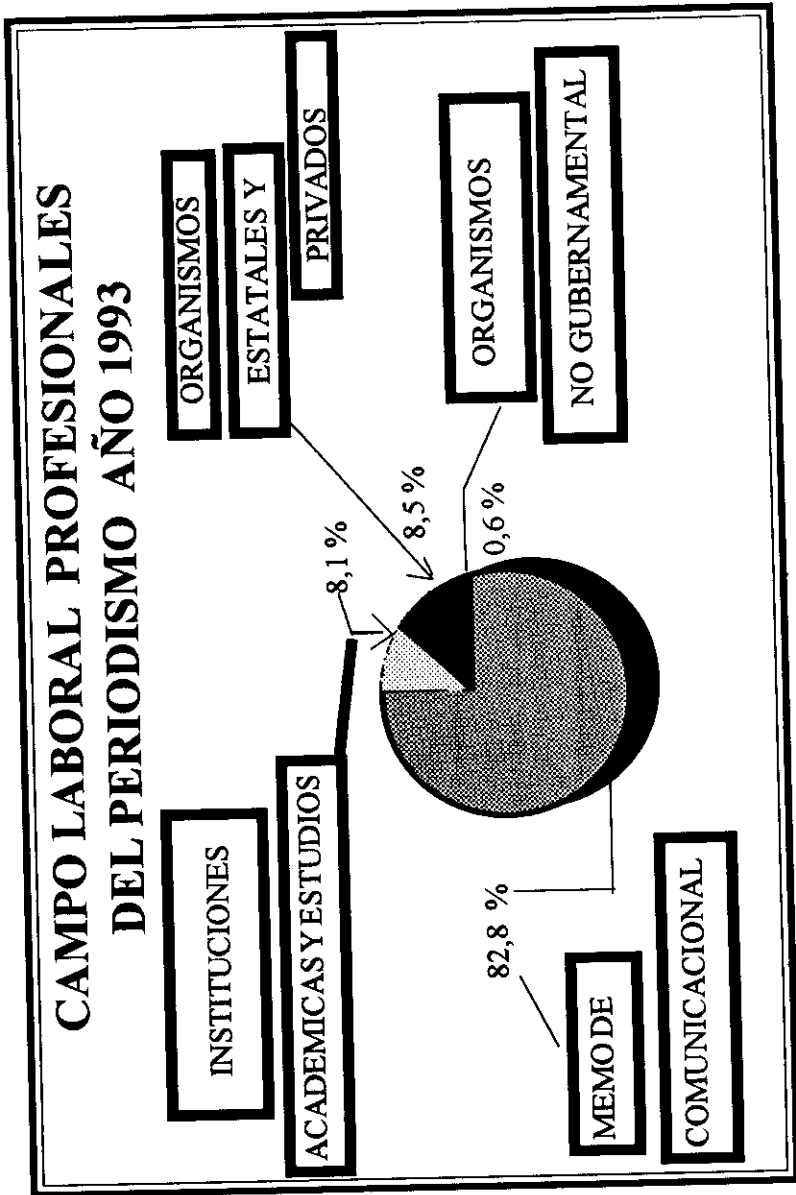 CAMPO LABORAL PROFESIONALES
DEL PERIODISMO AÑO 1993
INSTITUCIONES
ACADEMICAS Y ESTUDIOS
8,1 %
ORGANISMOS
ESTATALES Y
PRIVADOS
8,5 %
ORGANISMOS
NO GUBERNAMENTAL
0,6 %
82,8 %
MEMO DE
COMUNICACIONAL